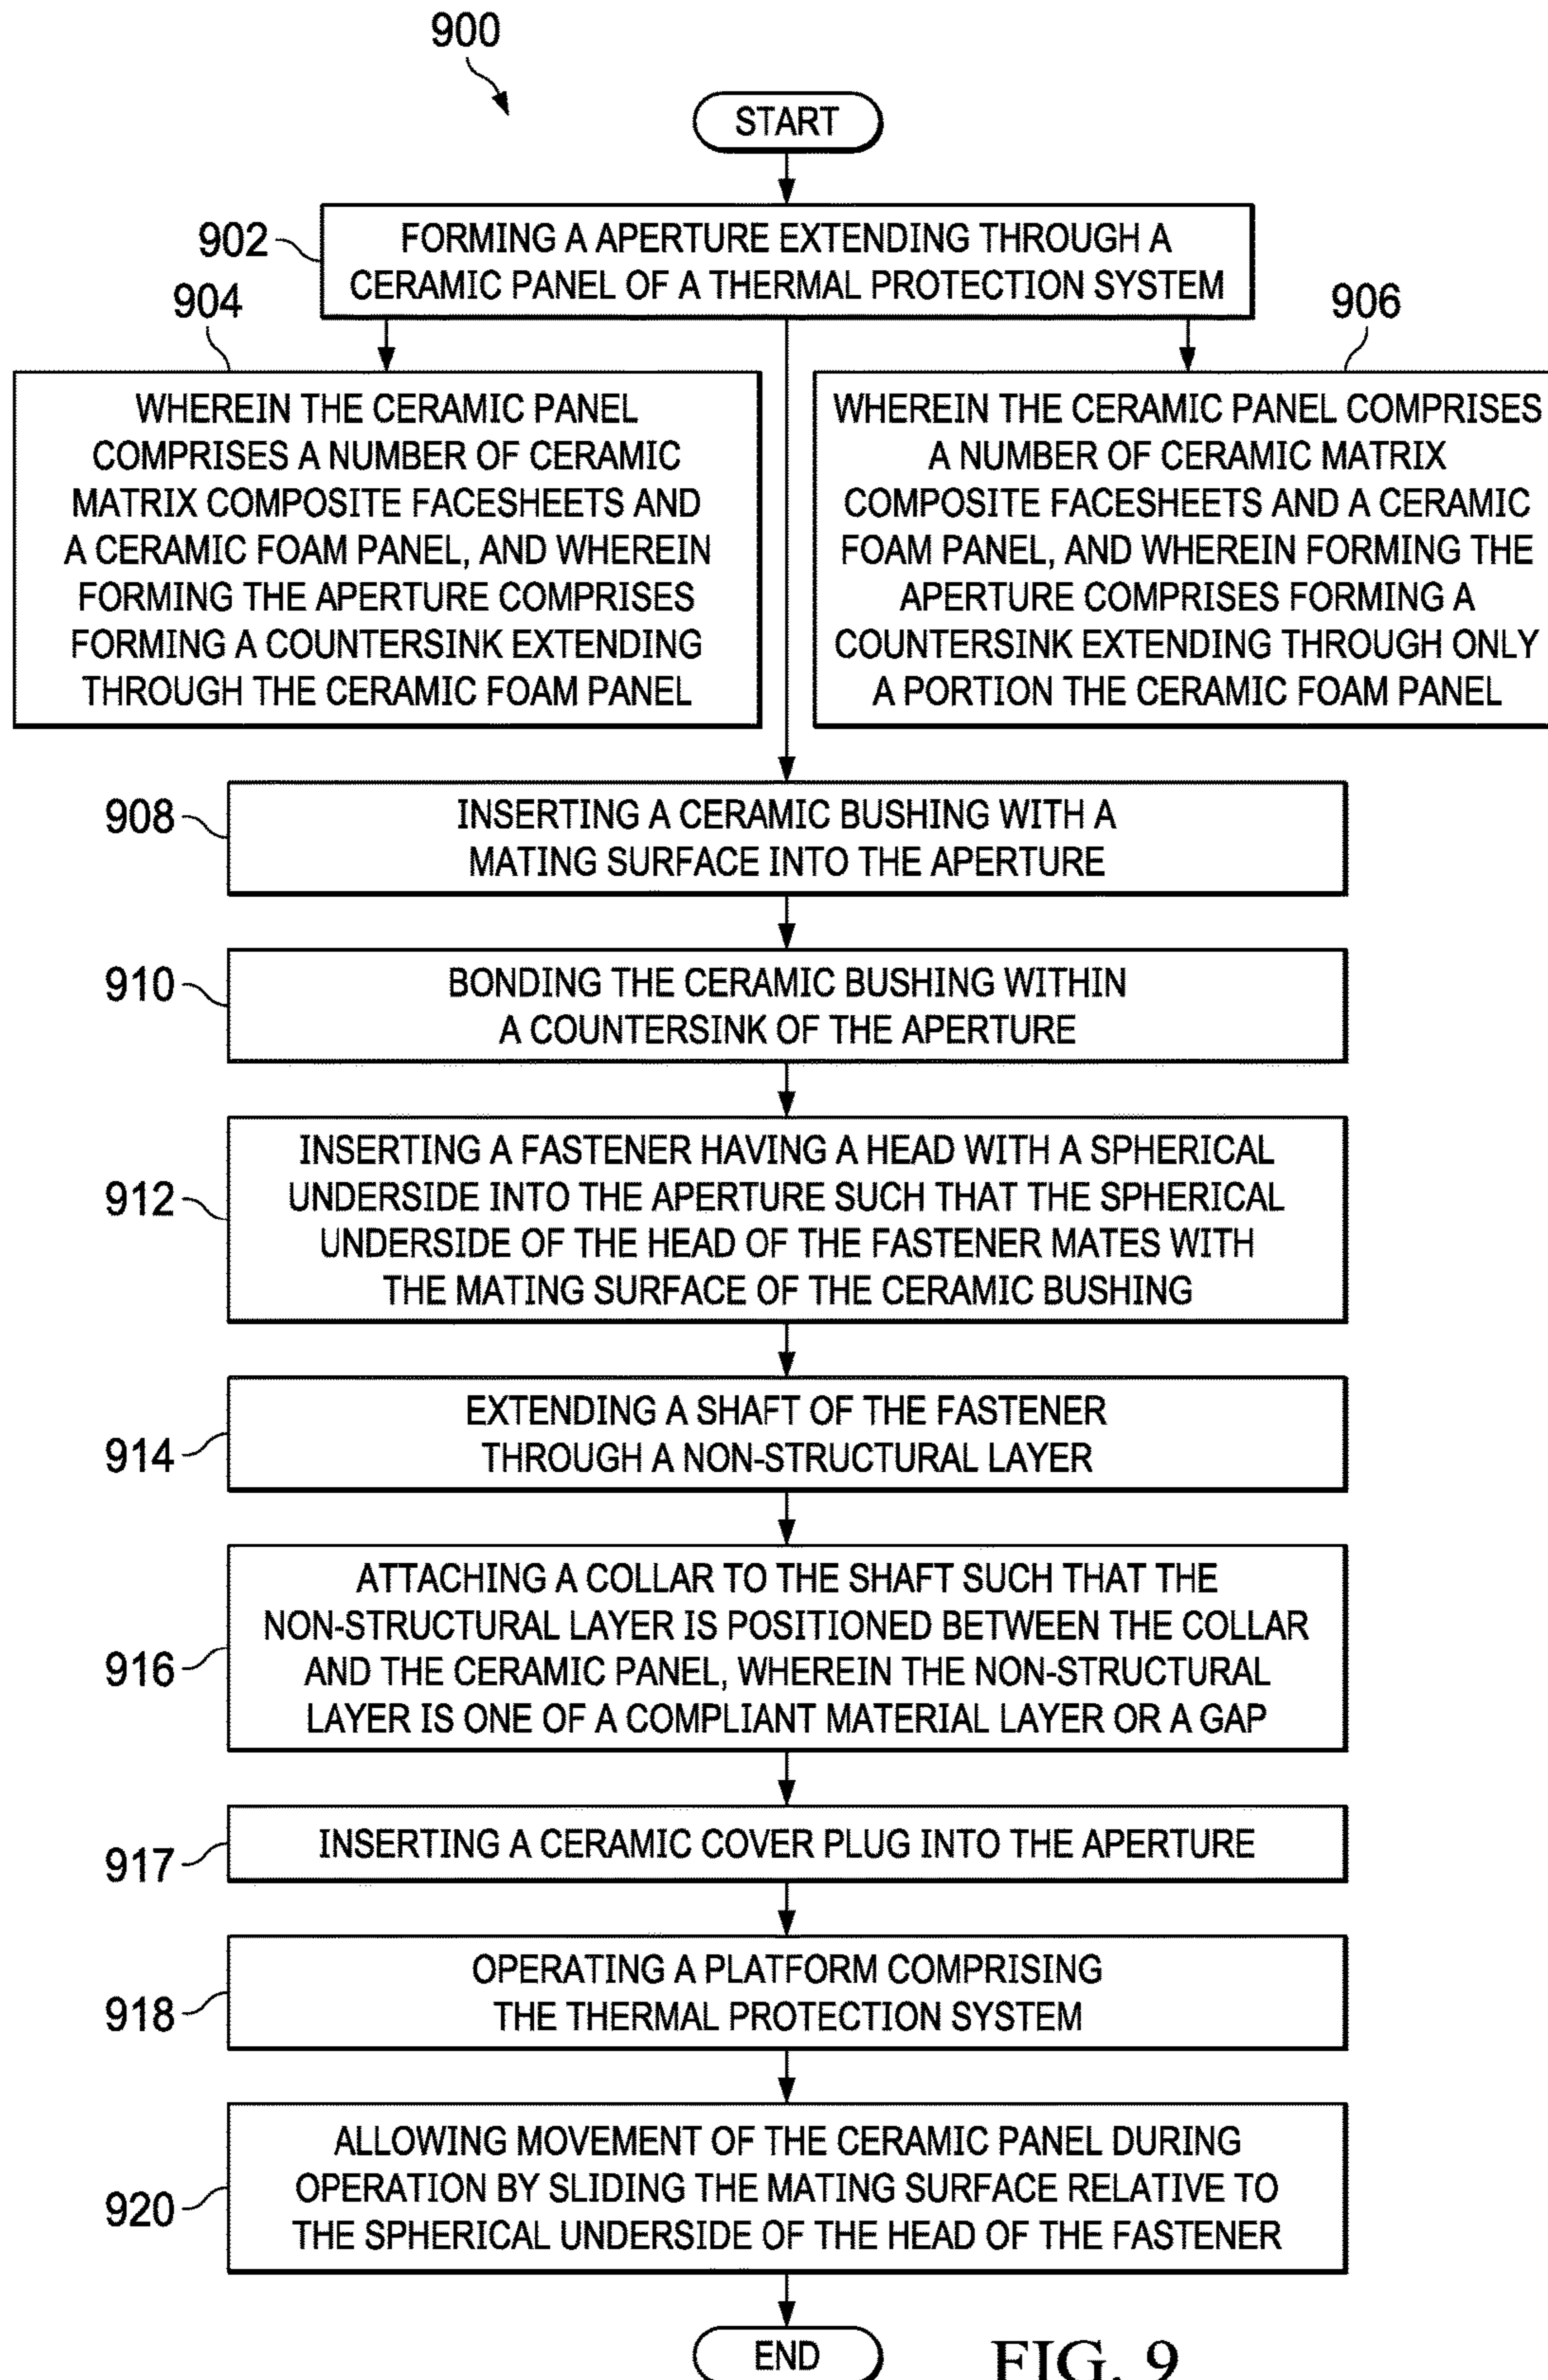 900
START
902
FORMING A APERTURE EXTENDING THROUGH A
CERAMIC PANEL OF A THERMAL PROTECTION SYSTEM
904
WHEREIN THE CERAMIC PANEL
COMPRISES A NUMBER OF CERAMIC
MATRIX COMPOSITE FACESHEETS AND
A CERAMIC FOAM PANEL, AND WHEREIN
FORMING THE APERTURE COMPRISES
FORMING A COUNTERSINK EXTENDING
THROUGH THE CERAMIC FOAM PANEL
906
WHEREIN THE CERAMIC PANEL COMPRISES
A NUMBER OF CERAMIC MATRIX
COMPOSITE FACESHEETS AND A CERAMIC
FOAM PANEL, AND WHEREIN FORMING THE
APERTURE COMPRISES FORMING A
COUNTERSINK EXTENDING THROUGH ONLY
A PORTION THE CERAMIC FOAM PANEL
908
INSERTING A CERAMIC BUSHING WITH A
MATING SURFACE INTO THE APERTURE
910
BONDING THE CERAMIC BUSHING WITHIN
A COUNTERSINK OF THE APERTURE
912
INSERTING A FASTENER HAVING A HEAD WITH A SPHERICAL
UNDERSIDE INTO THE APERTURE SUCH THAT THE SPHERICAL
UNDERSIDE OF THE HEAD OF THE FASTENER MATES WITH
THE MATING SURFACE OF THE CERAMIC BUSHING
914
EXTENDING A SHAFT OF THE FASTENER
THROUGH A NON-STRUCTURAL LAYER
916
ATTACHING A COLLAR TO THE SHAFT SUCH THAT THE
NON-STRUCTURAL LAYER IS POSITIONED BETWEEN THE COLLAR
AND THE CERAMIC PANEL, WHEREIN THE NON-STRUCTURAL
LAYER IS ONE OF A COMPLIANT MATERIAL LAYER OR A GAP
917
INSERTING A CERAMIC COVER PLUG INTO THE APERTURE
918
OPERATING A PLATFORM COMPRISING
THE THERMAL PROTECTION SYSTEM
920
ALLOWING MOVEMENT OF THE CERAMIC PANEL DURING
OPERATION BY SLIDING THE MATING SURFACE RELATIVE TO
THE SPHERICAL UNDERSIDE OF THE HEAD OF THE FASTENER
END
FIG. 9